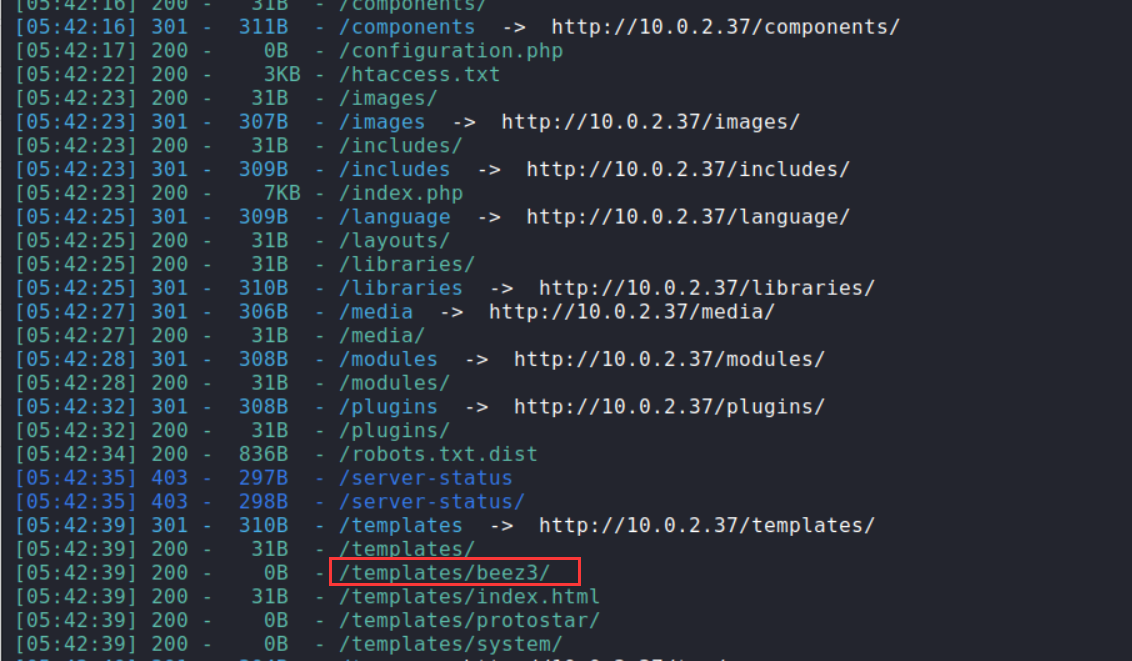 [05:42:16] 200 -   31B  - /components/
[05:42:16] 301 -  311B  - /components  ->  http://10.0.2.37/components/
[05:42:17] 200 -    0B  - /configuration.php
[05:42:22] 200 -    3KB - /htaccess.txt
[05:42:23] 200 -   31B  - /images/
[05:42:23] 301 -  307B  - /images  ->  http://10.0.2.37/images/
[05:42:23] 200 -   31B  - /includes/
[05:42:23] 301 -  309B  - /includes  ->  http://10.0.2.37/includes/
[05:42:23] 200 -    7KB - /index.php
[05:42:25] 301 -  309B  - /language  ->  http://10.0.2.37/language/
[05:42:25] 200 -   31B  - /layouts/
[05:42:25] 200 -   31B  - /libraries/
[05:42:25] 301 -  310B  - /libraries  ->  http://10.0.2.37/libraries/
[05:42:27] 301 -  306B  - /media  ->  http://10.0.2.37/media/
[05:42:27] 200 -   31B  - /media/
[05:42:28] 301 -  308B  - /modules  ->  http://10.0.2.37/modules/
[05:42:28] 200 -   31B  - /modules/
[05:42:32] 301 -  308B  - /plugins  ->  http://10.0.2.37/plugins/
[05:42:32] 200 -   31B  - /plugins/
[05:42:34] 200 -  836B  - /robots.txt.dist
[05:42:35] 403 -  297B  - /server-status
[05:42:35] 403 -  298B  - /server-status/
[05:42:39] 301 -  310B  - /templates  ->  http://10.0.2.37/templates/
[05:42:39] 200 -   31B  - /templates/
[05:42:39] 200 -    0B  - /templates/beez3/
[05:42:39] 200 -   31B  - /templates/index.html
[05:42:39] 200 -    0B  - /templates/protostar/
[05:42:39] 200 -    0B  - /templates/system/